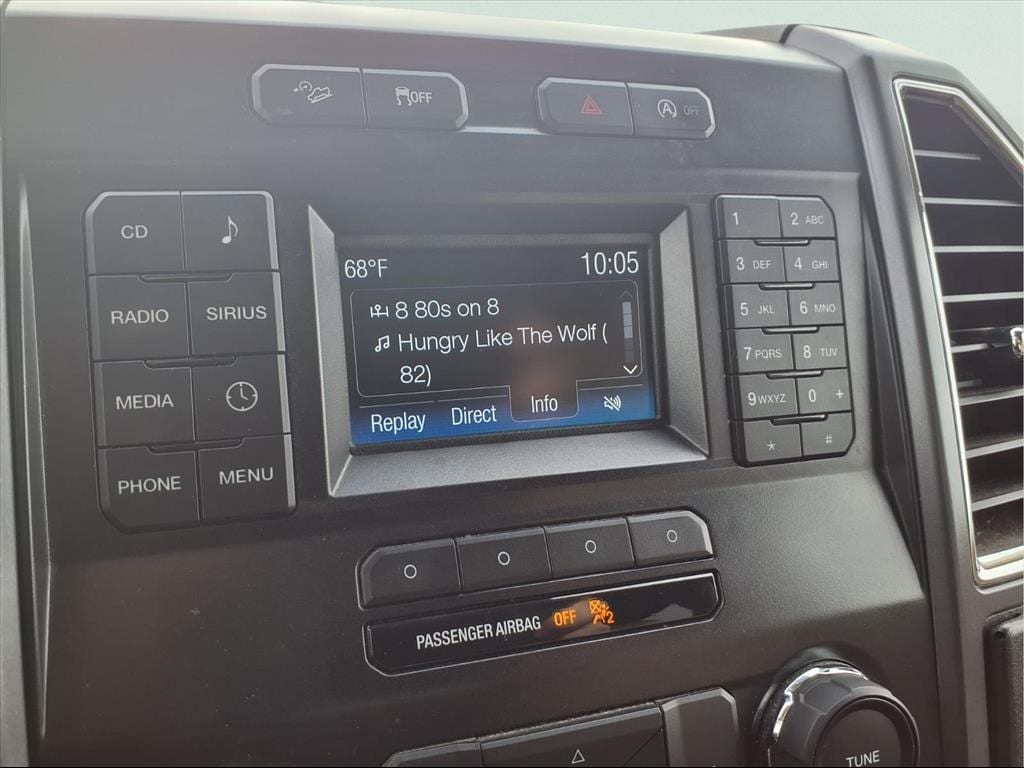 OFF
OFF
CD
RADIO SIRIUS
MEDIA
PHONE MENU
68°F 10:05
8 80s on 8
Hungry Like The Wolf (
82)
Replay Direct Info
1 2 ABC
3 DEF 4 GHI
5 JKL 6 MNO
7 PQRS 8 TUV
9 WXYZ 0 +
* #
PASSENGER AIRBAG OFF 2
TUNE